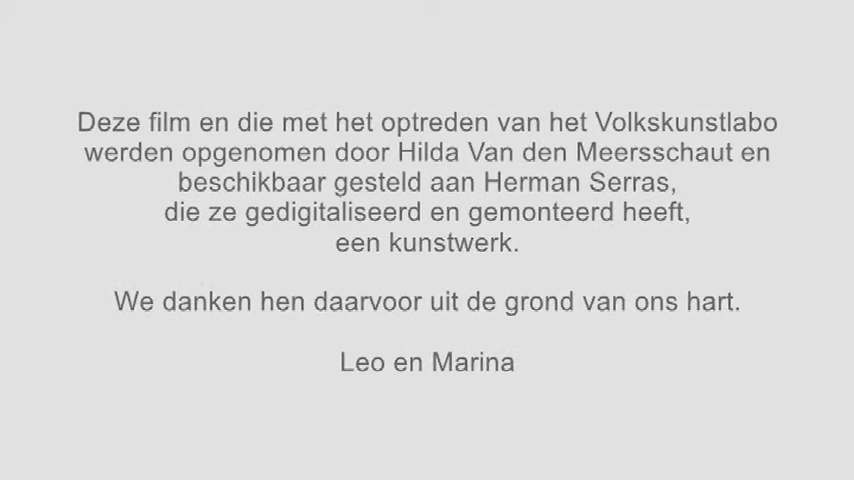 Deze film en die met het optreden van het Volkskunstlabo
werden opgenomen door Hilda Van den Meersschaut en
beschikbaar gesteld aan Herman Serras,
die ze gedigitaliseerd en gemonteerd heeft,
een kunstwerk.
We danken hen daarvoor uit de grond van ons hart.
Leo en Marina